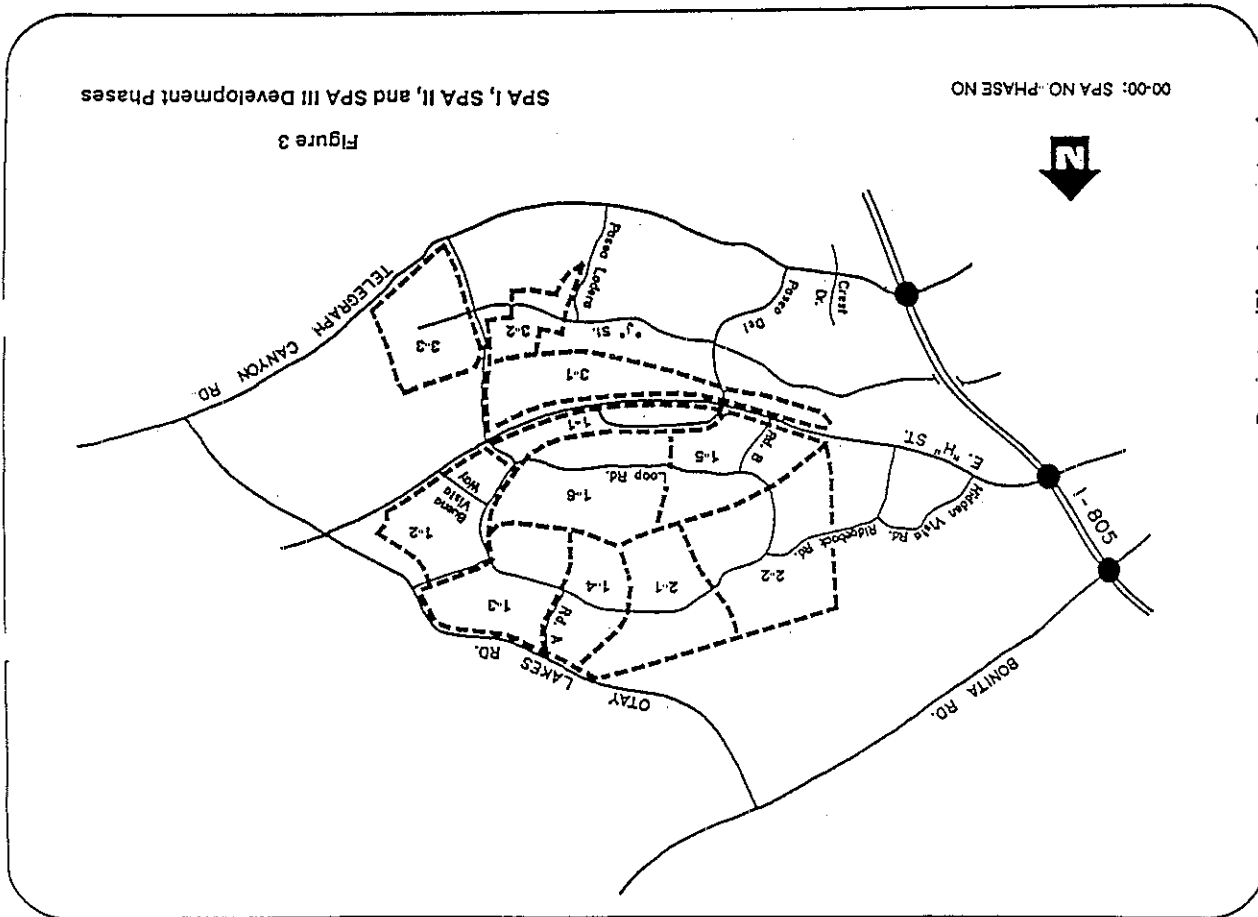 OTAY
LAKES
RD.
BONITA RD.
Rd. A
1-3
1-4
2-1
2-2
1-2
Buena
Vista
Way
Ridgeback Rd.
Hidden Vista Rd.
I-805
1-6
Loop Rd.
1-5
Rd. B
E. "H" ST.
1-1
3-1
3-3
3-2
"J" St.
TELEGRAPH CANYON RD.
Paseo Ladera
Paseo Del
Crest
Dr.
N
Figure 3
SPA I, SPA II, and SPA III Development Phases
00-00: SPA NO.-PHASE NO